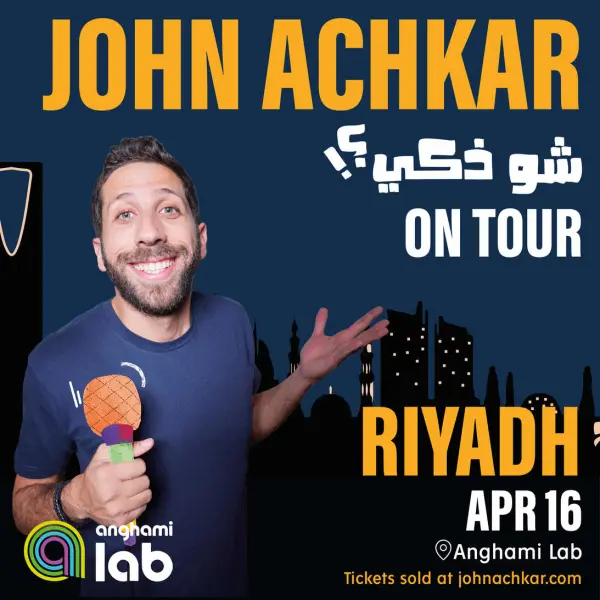 JOHN ACHKAR
شو ذكي؟!
ON TOUR
RIYADH
APR 16
Anghami Lab
Tickets sold at johnachkar.com
anghami
lab